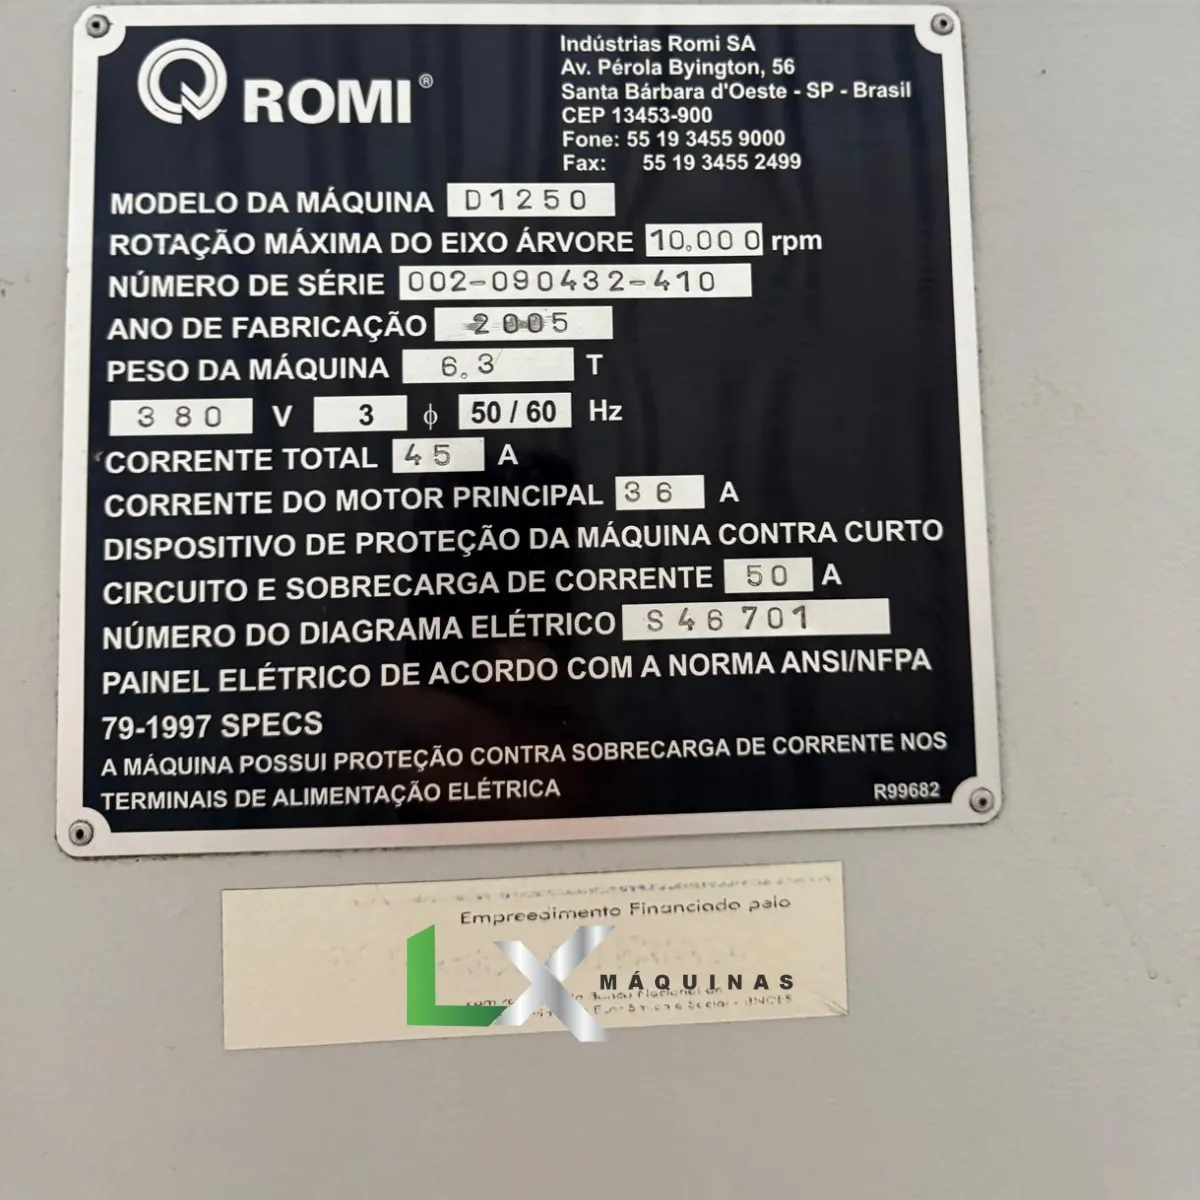 ROMI®
Indústrias Romi SA
Av. Pérola Byington, 56
Santa Bárbara d'Oeste - SP - Brasil
CEP 13453-900
Fone: 55 19 3455 9000
Fax: 55 19 3455 2499
MODELO DA MÁQUINA D1250
ROTAÇÃO MÁXIMA DO EIXO ÁRVORE 10.000 rpm
NÚMERO DE SÉRIE 002-090432-410
ANO DE FABRICAÇÃO 2005
PESO DA MÁQUINA 6.3 T
380 V 3 ϕ 50 / 60 Hz
CORRENTE TOTAL 45 A
CORRENTE DO MOTOR PRINCIPAL 36 A
DISPOSITIVO DE PROTEÇÃO DA MÁQUINA CONTRA CURTO
CIRCUITO E SOBRECARGA DE CORRENTE 50 A
NÚMERO DO DIAGRAMA ELÉTRICO S46701
PAINEL ELÉTRICO DE ACORDO COM A NORMA ANSI/NFPA
79-1997 SPECS
A MÁQUINA POSSUI PROTEÇÃO CONTRA SOBRECARGA DE CORRENTE NOS
TERMINAIS DE ALIMENTAÇÃO ELÉTRICA
R99682
Empreedimento Financiado pelo
LX MÁQUINAS